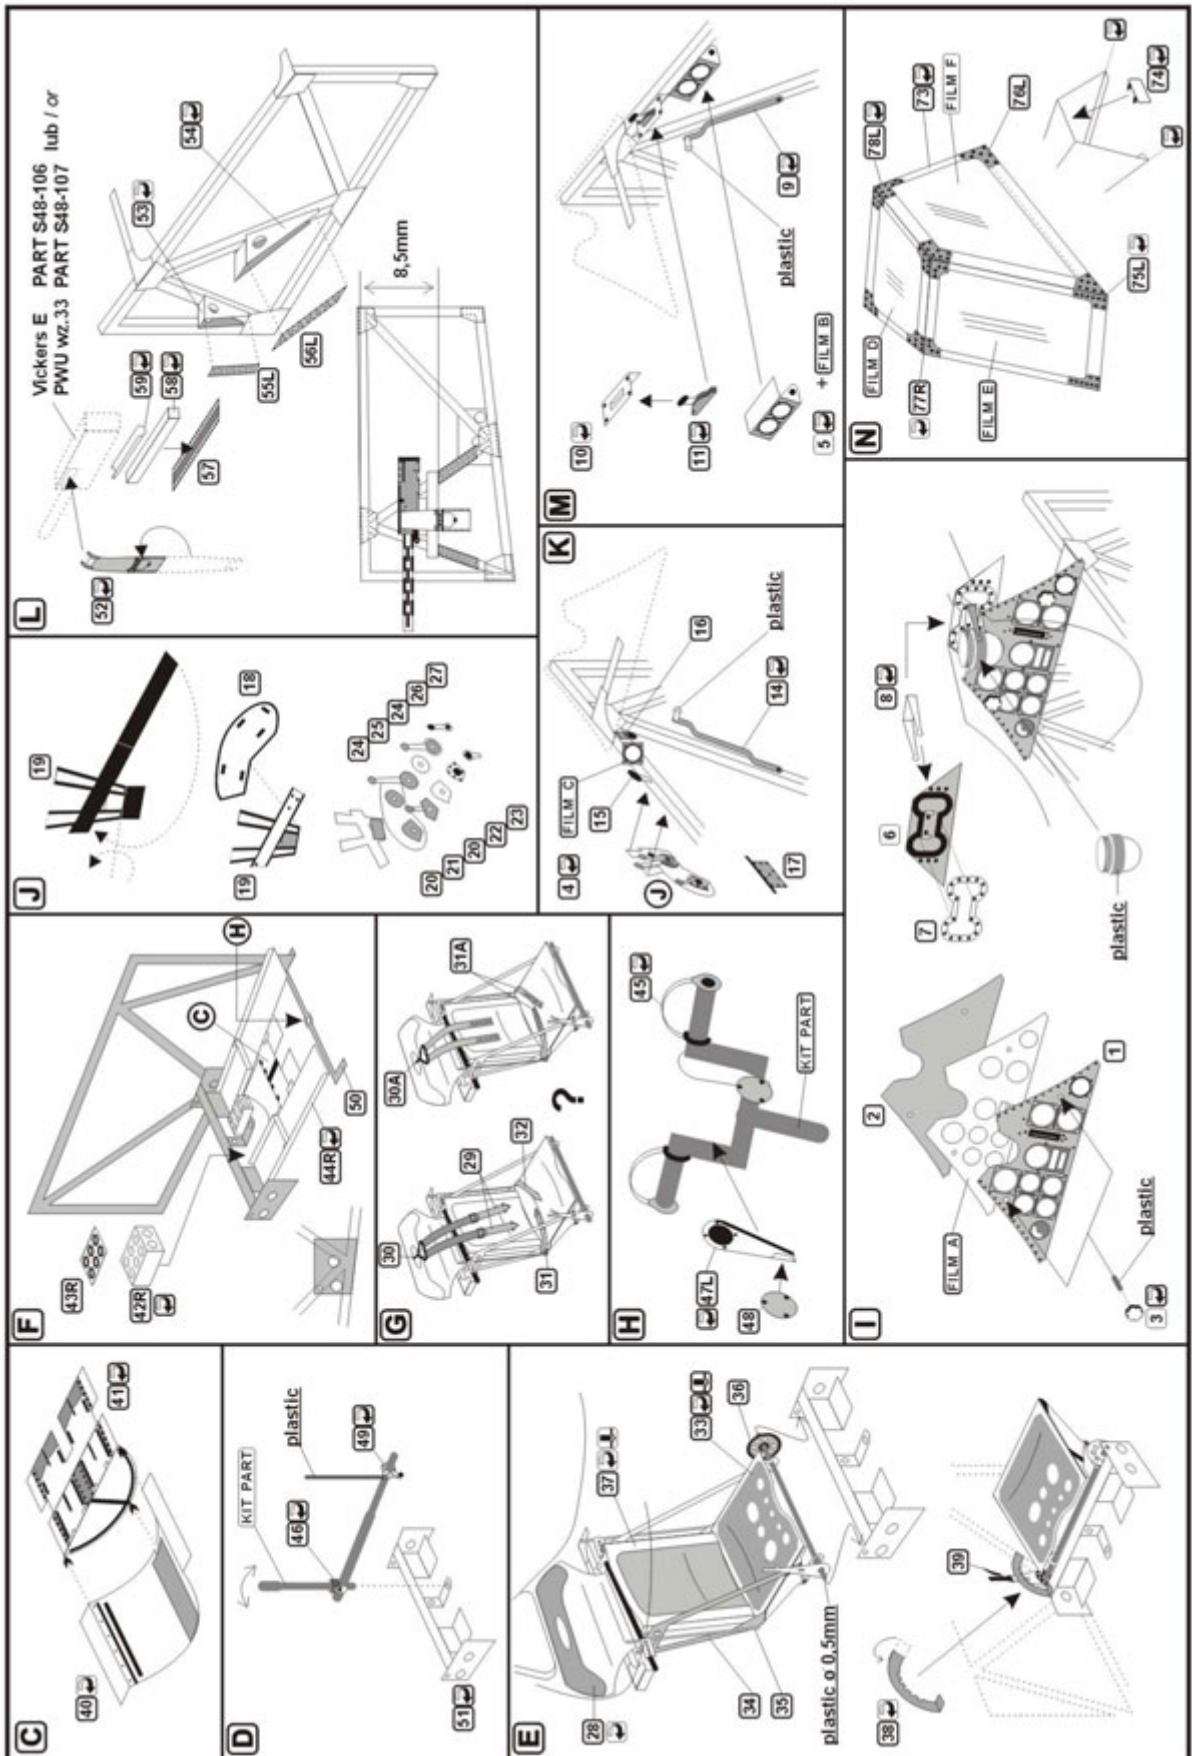 C
40
41
D
KIT PART
plastic
46
49
51
E
28
37
33
36
34
35
plastic ø 0,5mm
38
39
F
43R
42R
C
H
44R
50
G
30
29
32
31
30A
31A
?
H
45
47L
48
KIT PART
I
2
FILM A
1
3
plastic
6
7
8
plastic
J
19
19
18
24
25
24
26
27
20
21
20
22
23
K
4
FILM C
15
16
J
17
14
plastic
L
Vickers E PART S48-106 lub / or
PWU wz.33 PART S48-107
52
59
58
57
53
54
55L
56L
8,5mm
M
10
11
5 + FILM B
9
plastic
N
FILM D
78L
73
FILM F
76L
77R
FILM E
75L
74